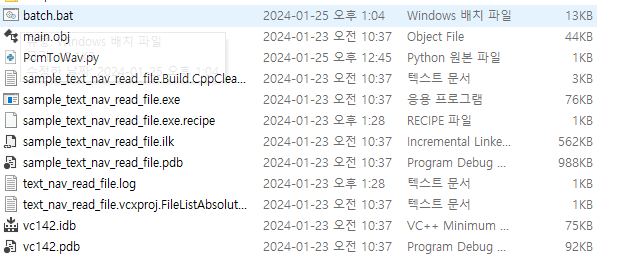 batch.bat 2024-01-25 오후 1:04 Windows 배치 파일 13KB
main.obj 2024-01-23 오전 10:37 Object File 44KB
PcmToWav.py 2024-01-25 오후 12:45 Python 원본 파일 1KB
sample_text_nav_read_file.Build.CppClea... 2024-01-23 오전 10:37 텍스트 문서 3KB
sample_text_nav_read_file.exe 2024-01-23 오전 10:37 응용 프로그램 76KB
sample_text_nav_read_file.exe.recipe 2024-01-23 오후 1:28 RECIPE 파일 1KB
sample_text_nav_read_file.ilk 2024-01-23 오전 10:37 Incremental Linke... 562KB
sample_text_nav_read_file.pdb 2024-01-23 오전 10:37 Program Debug ... 988KB
text_nav_read_file.log 2024-01-23 오후 1:28 텍스트 문서 1KB
text_nav_read_file.vcxproj.FileListAbsolut... 2024-01-23 오전 10:37 텍스트 문서 1KB
vc142.idb 2024-01-23 오전 10:37 VC++ Minimum ... 75KB
vc142.pdb 2024-01-23 오전 10:37 Program Debug ... 92KB